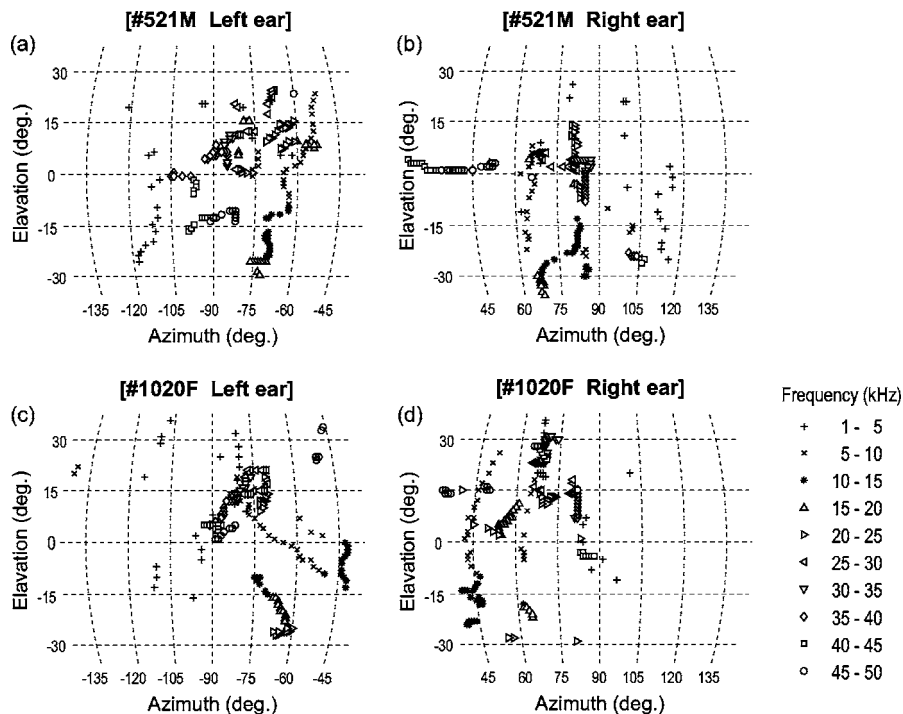 [#521M Left ear]
[#521M Right ear]
(a)
(b)
30
15
0
-15
-30
Elavation (deg.)
-135 -120 -105 -90 -75 -60 -45
Azimuth (deg.)
30
15
0
-15
-30
Elavation (deg.)
45 60 75 90 105 120 135
Azimuth (deg.)
[#1020F Left ear]
[#1020F Right ear]
(c)
(d)
30
15
0
-15
-30
Elavation (deg.)
-135 -120 -105 -90 -75 -60 -45
Azimuth (deg.)
30
15
0
-15
-30
Elavation (deg.)
45 60 75 90 105 120 135
Azimuth (deg.)
Frequency (kHz)
1 - 5
5 - 10
10 - 15
15 - 20
20 - 25
25 - 30
30 - 35
35 - 40
40 - 45
45 - 50